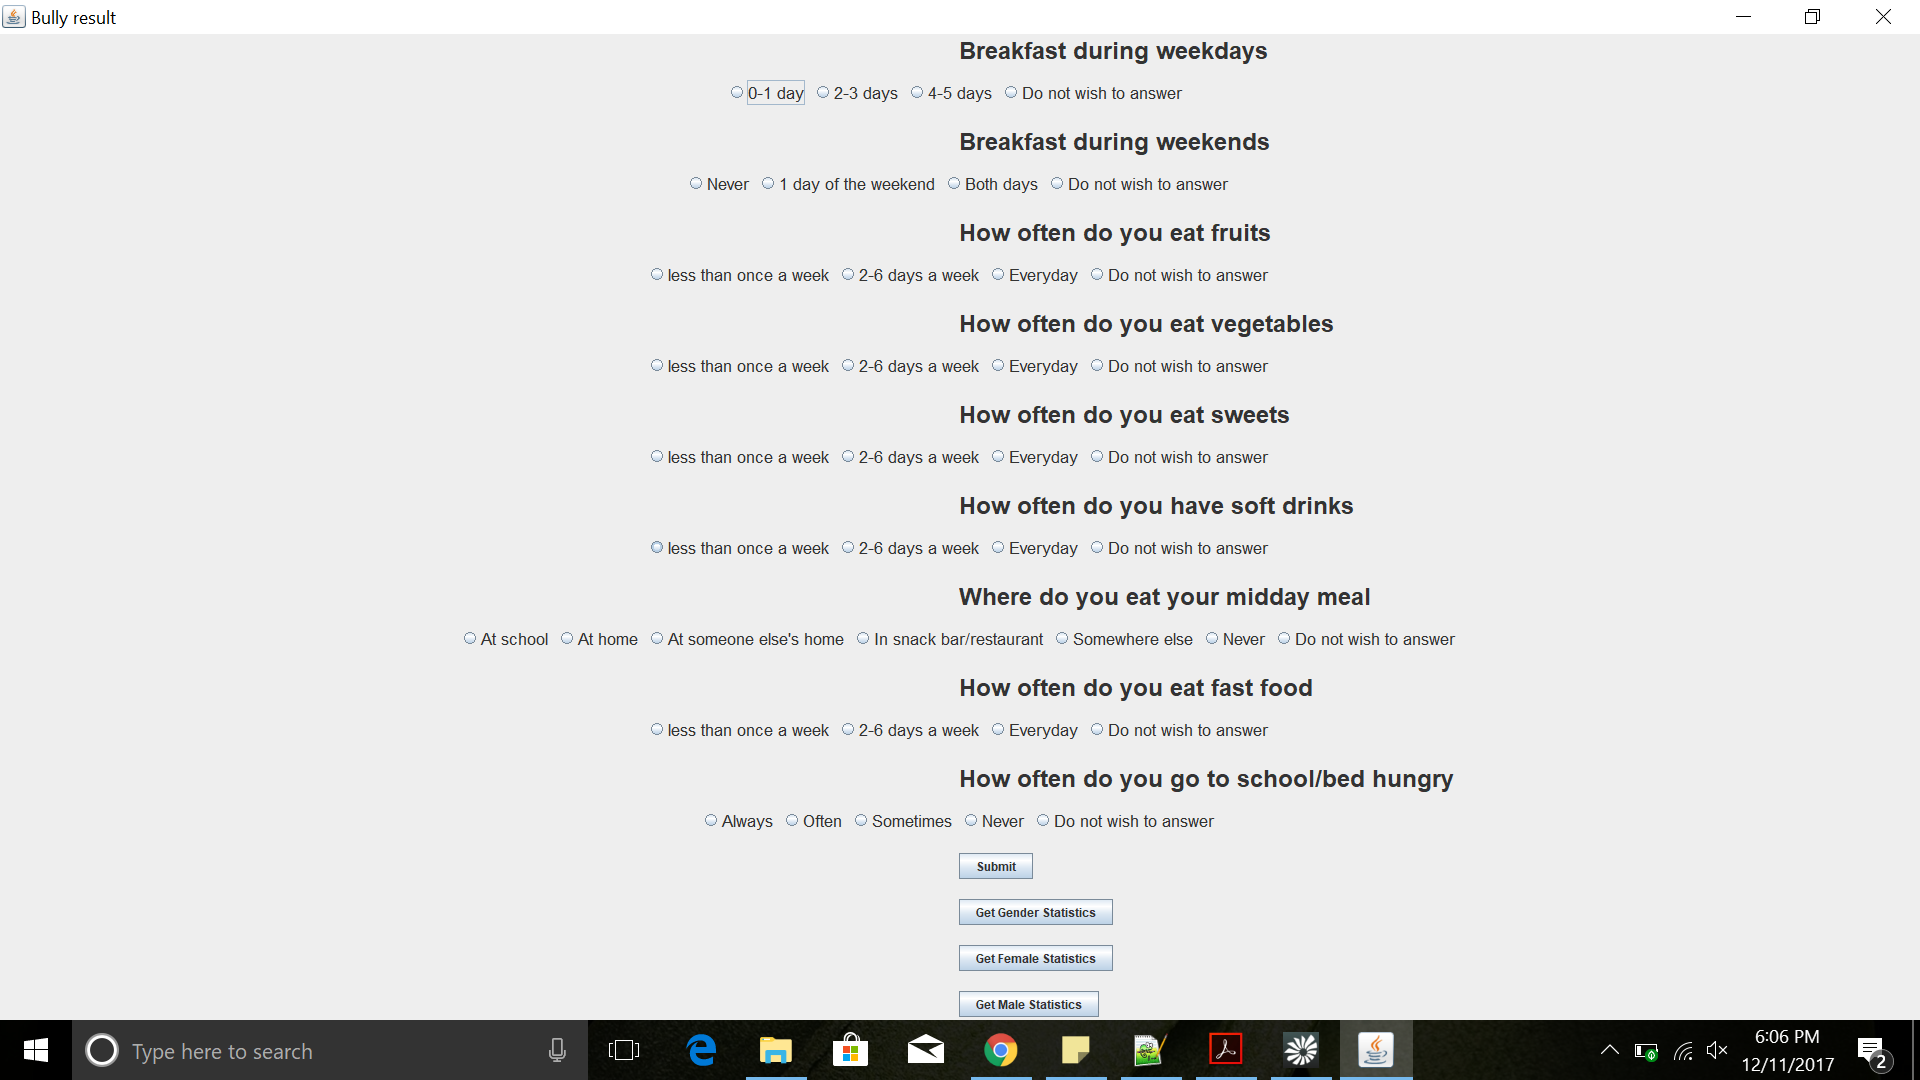 Bully result
Breakfast during weekdays
0-1 day 2-3 days 4-5 days Do not wish to answer
Breakfast during weekends
Never 1 day of the weekend Both days Do not wish to answer
How often do you eat fruits
less than once a week 2-6 days a week Everyday Do not wish to answer
How often do you eat vegetables
less than once a week 2-6 days a week Everyday Do not wish to answer
How often do you eat sweets
less than once a week 2-6 days a week Everyday Do not wish to answer
How often do you have soft drinks
less than once a week 2-6 days a week Everyday Do not wish to answer
Where do you eat your midday meal
At school At home At someone else's home In snack bar/restaurant Somewhere else Never Do not wish to answer
How often do you eat fast food
less than once a week 2-6 days a week Everyday Do not wish to answer
How often do you go to school/bed hungry
Always Often Sometimes Never Do not wish to answer
Submit
Get Gender Statistics
Get Female Statistics
Get Male Statistics
Type here to search
6:06 PM
12/11/2017
2